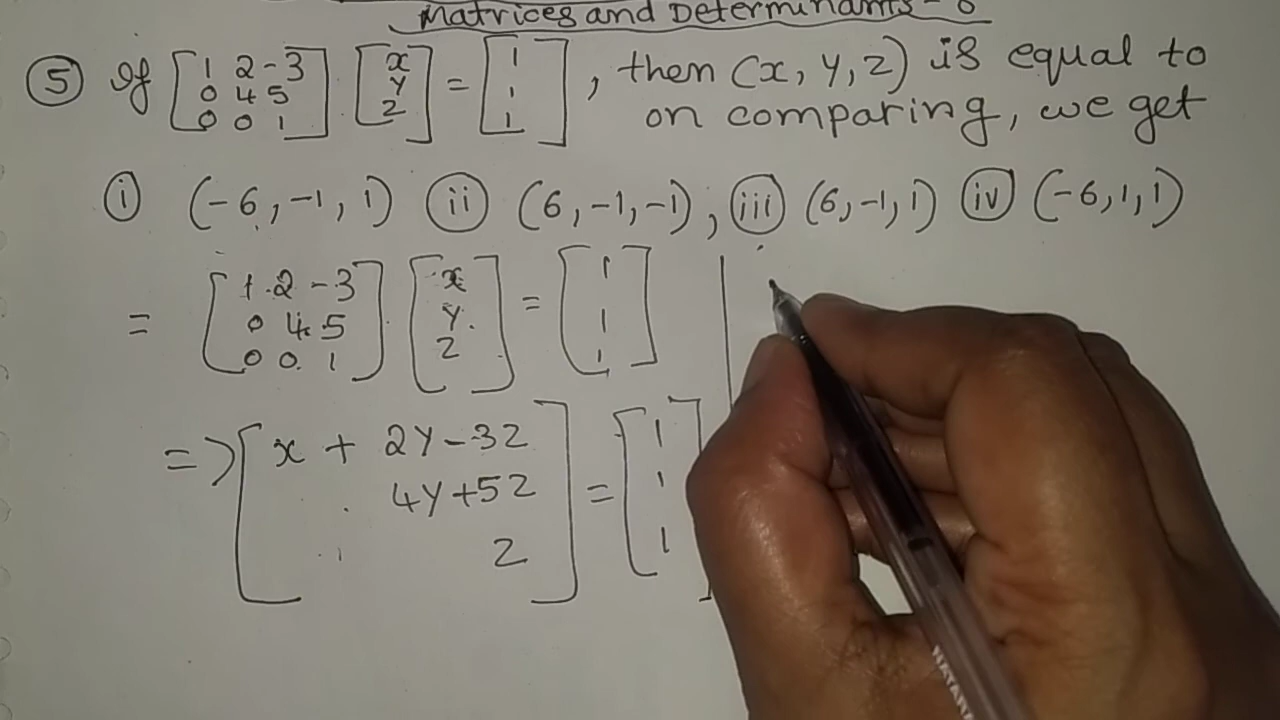 Matrices and Determinants - 6
⑤ If [1 2 -3 [x = [1 , then (x, y, z) is equal to
0 4 5 y 1
0 0 1] z] 1] on comparing, we get
ⓘ (-6, -1, 1) ⓘⓘ (6, -1, -1), ⓘⓘⓘ (6, -1, 1) ⓘⓥ (-6, 1, 1)
= [1 2 -3 [x = [1
0 4 5 y 1
0 0 1] z] 1]
=> [x + 2y - 3z = [1
4y + 5z 1
z] 1]
NATARAJ